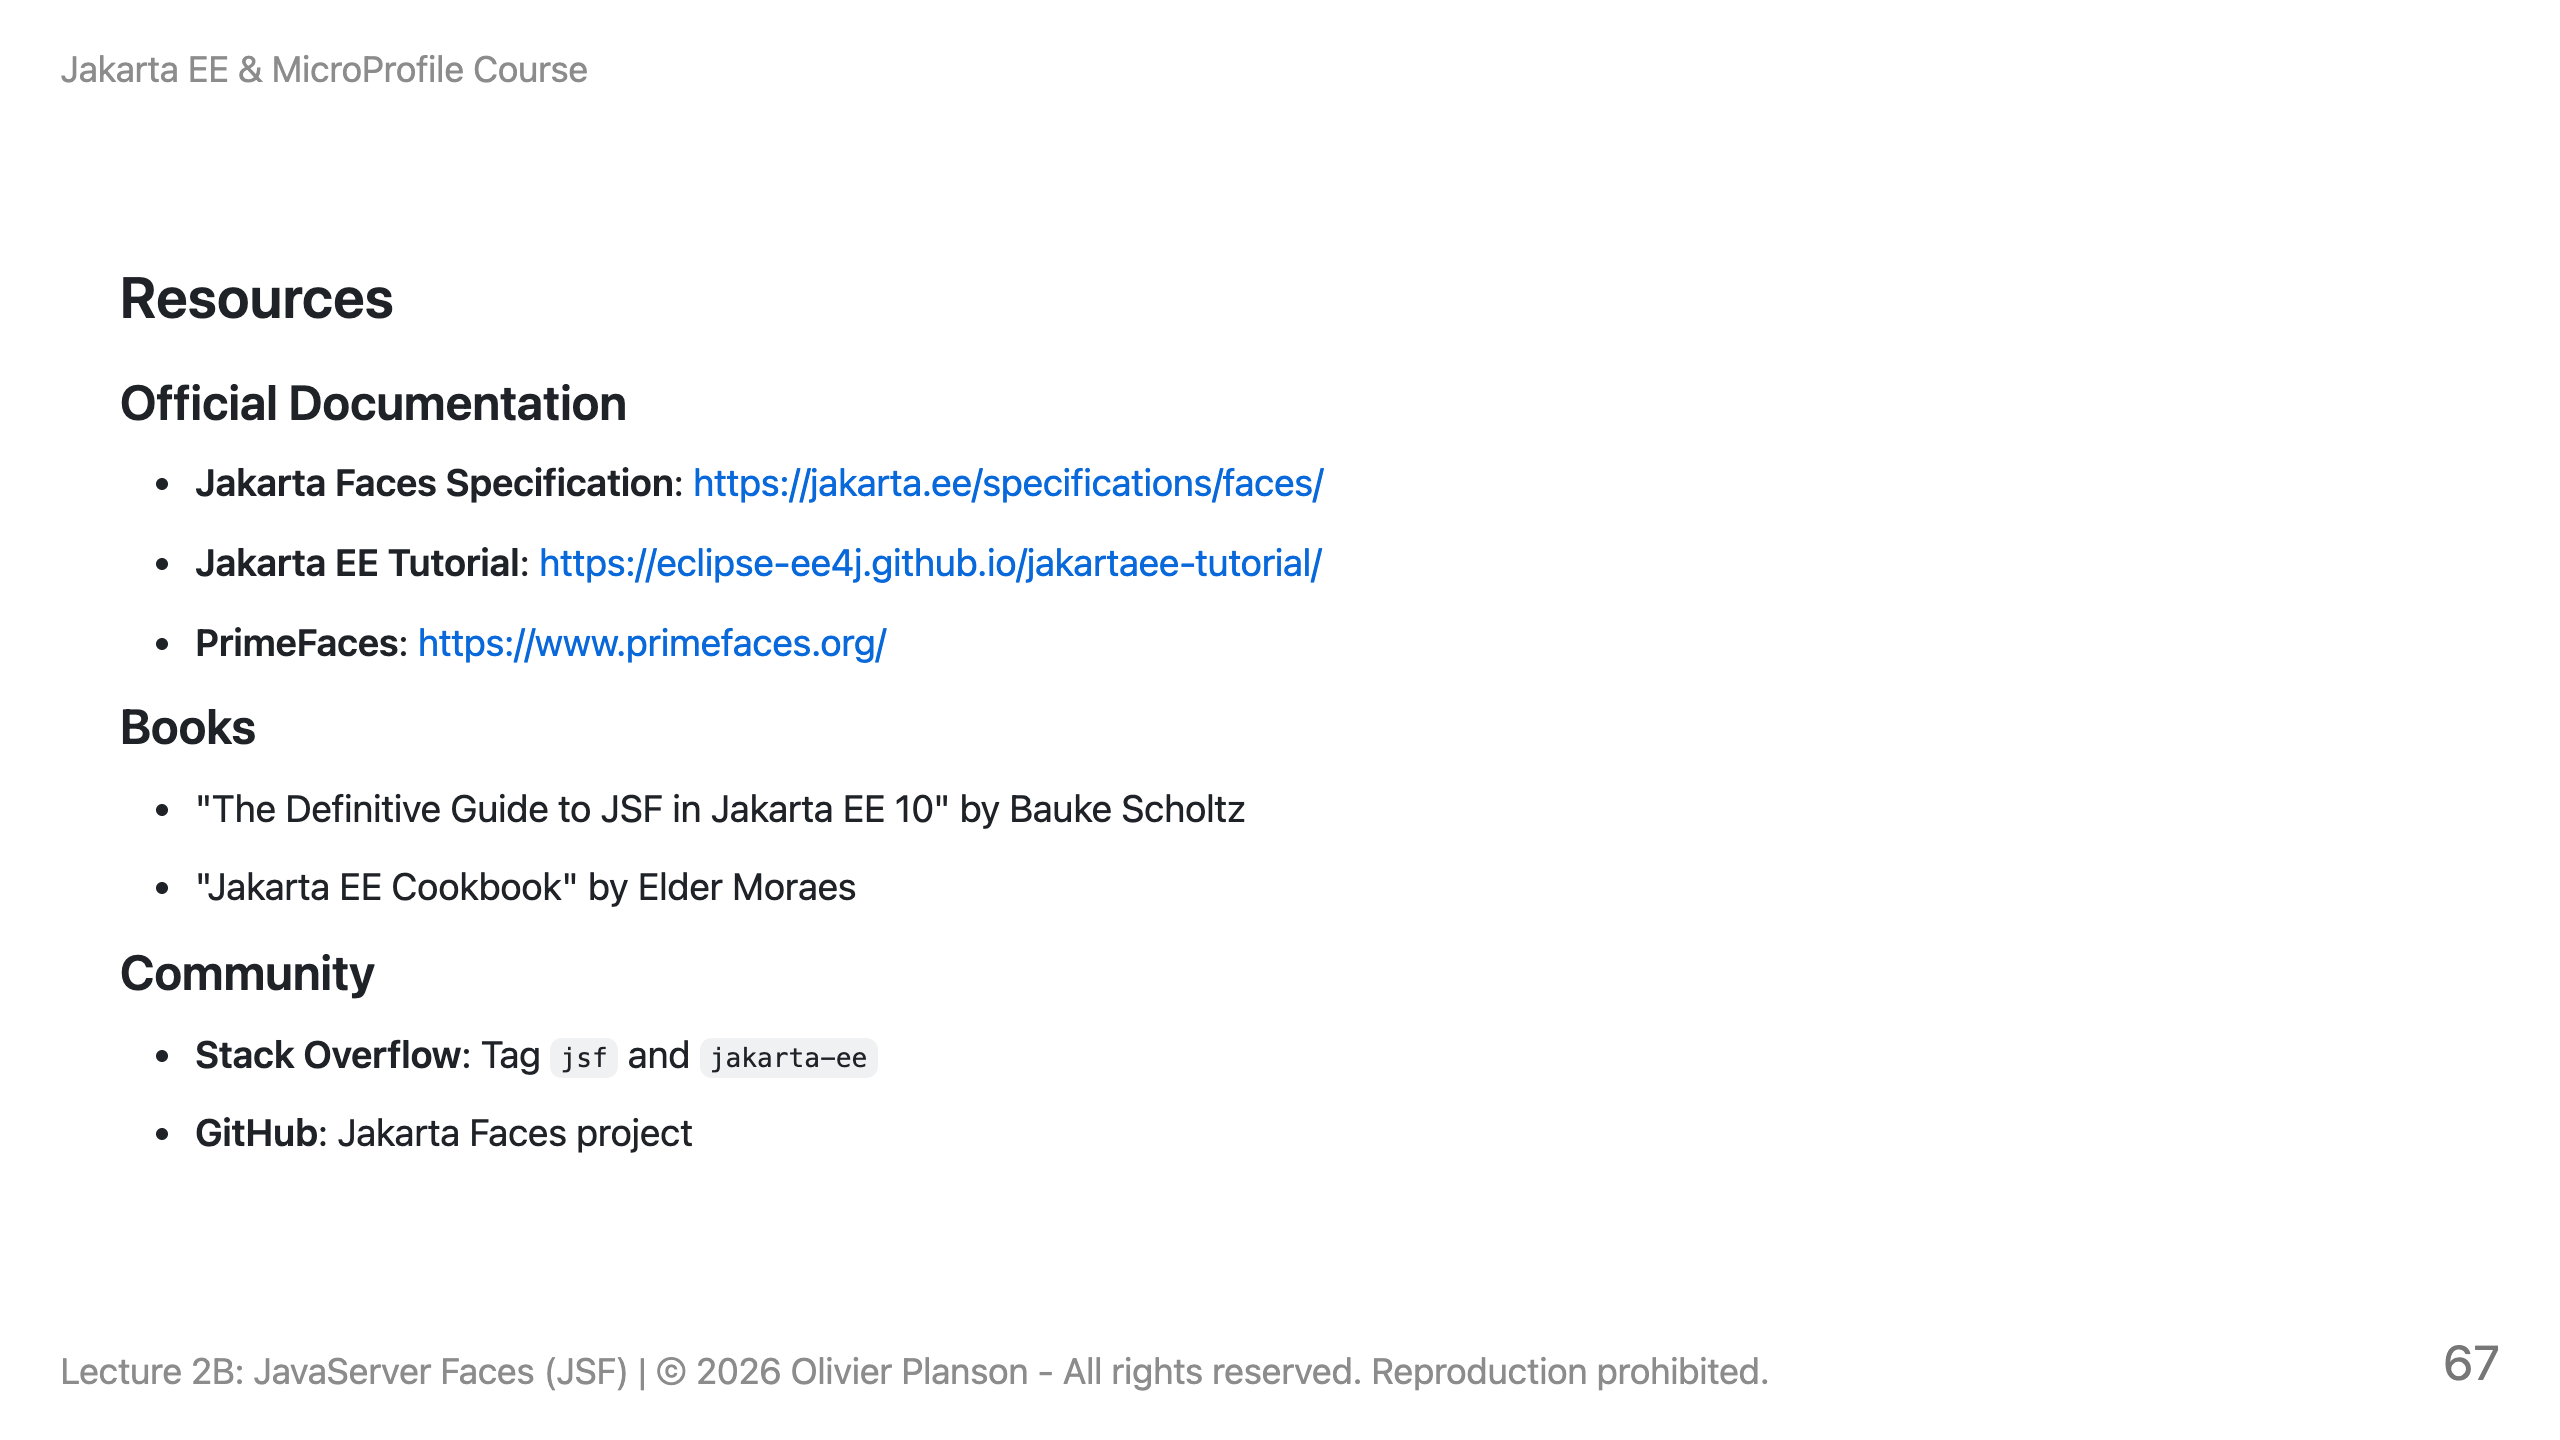 Jakarta EE & MicroProfile Course
Resources
Official Documentation
• Jakarta Faces Specification: https://jakarta.ee/specifications/faces/
• Jakarta EE Tutorial: https://eclipse-ee4j.github.io/jakartaee-tutorial/
• PrimeFaces: https://www.primefaces.org/
Books
• "The Definitive Guide to JSF in Jakarta EE 10" by Bauke Scholtz
• "Jakarta EE Cookbook" by Elder Moraes
Community
• Stack Overflow: Tag jsf and jakarta-ee
• GitHub: Jakarta Faces project
Lecture 2B: JavaServer Faces (JSF) | © 2026 Olivier Planson - All rights reserved. Reproduction prohibited.
67